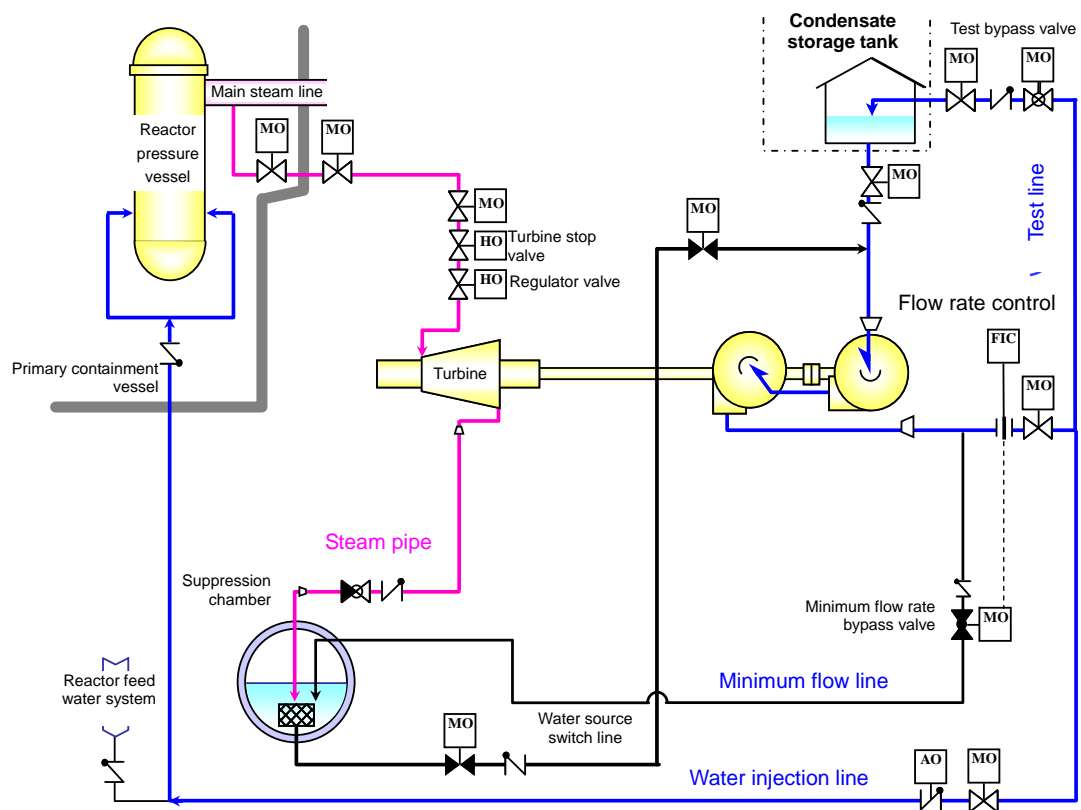 Condensate
storage tank
Test bypass valve
MO
MO
Main steam line
Reactor
pressure
vessel
MO
MO
MO
MO
MO
HO
Turbine stop
valve
HO
Regulator valve
Test line
Flow rate control
FIC
MO
Primary containment
vessel
Turbine
Steam pipe
Suppression
chamber
Minimum flow rate
bypass valve
MO
Reactor feed
water system
Minimum flow line
Water source
switch line
MO
Water injection line
AO
MO